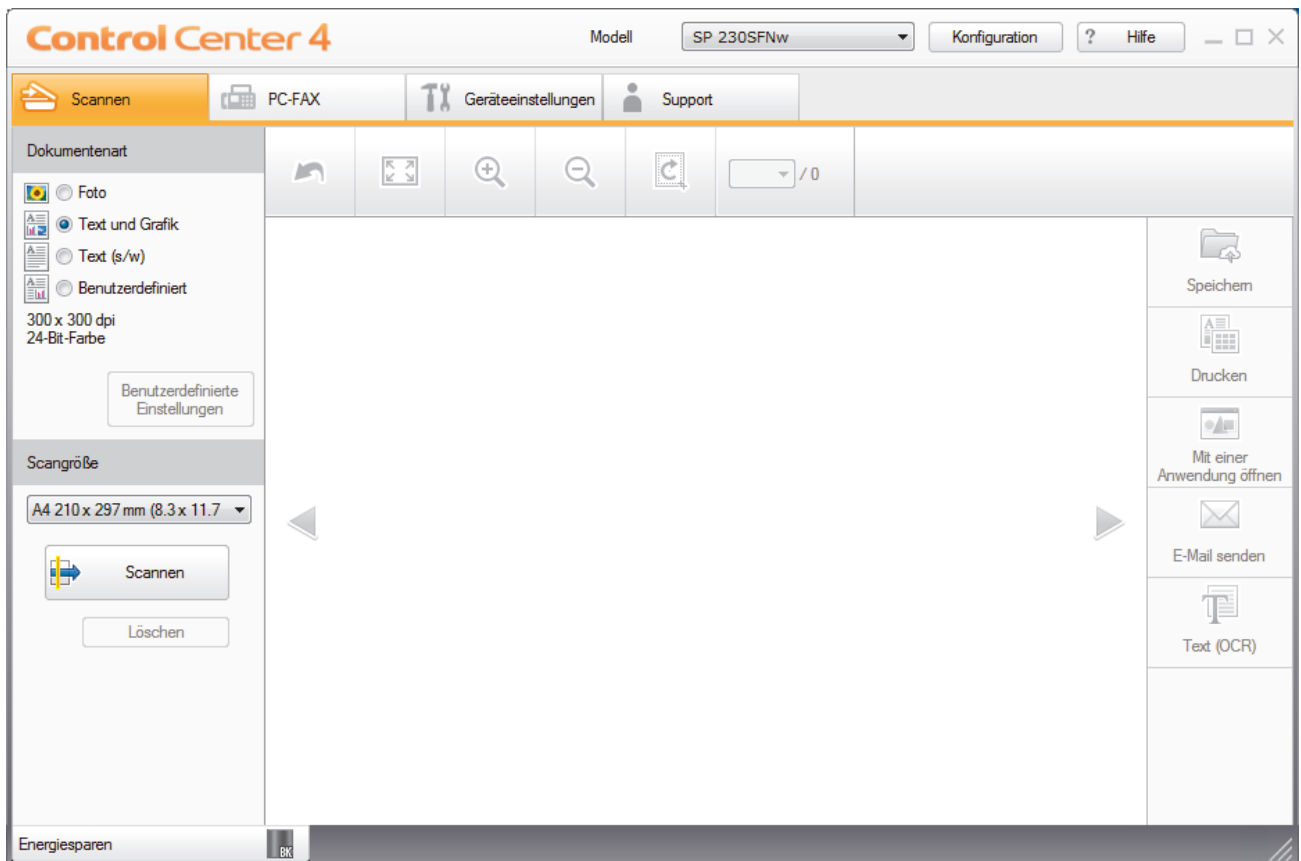 Control Center 4
Modell
SP 230SFNw
Konfiguration
? Hilfe
Scannen
PC-FAX
Geräteeinstellungen
Support
Dokumentenart
/ 0
Foto
Text und Grafik
Text (s/w)
Benutzerdefiniert
300 x 300 dpi
24-Bit-Farbe
Benutzerdefinierte
Einstellungen
Scangröße
A4 210 x 297 mm (8.3 x 11.7
Scannen
Löschen
Speichern
Drucken
Mit einer
Anwendung öffnen
E-Mail senden
Text (OCR)
Energiesparen
BK